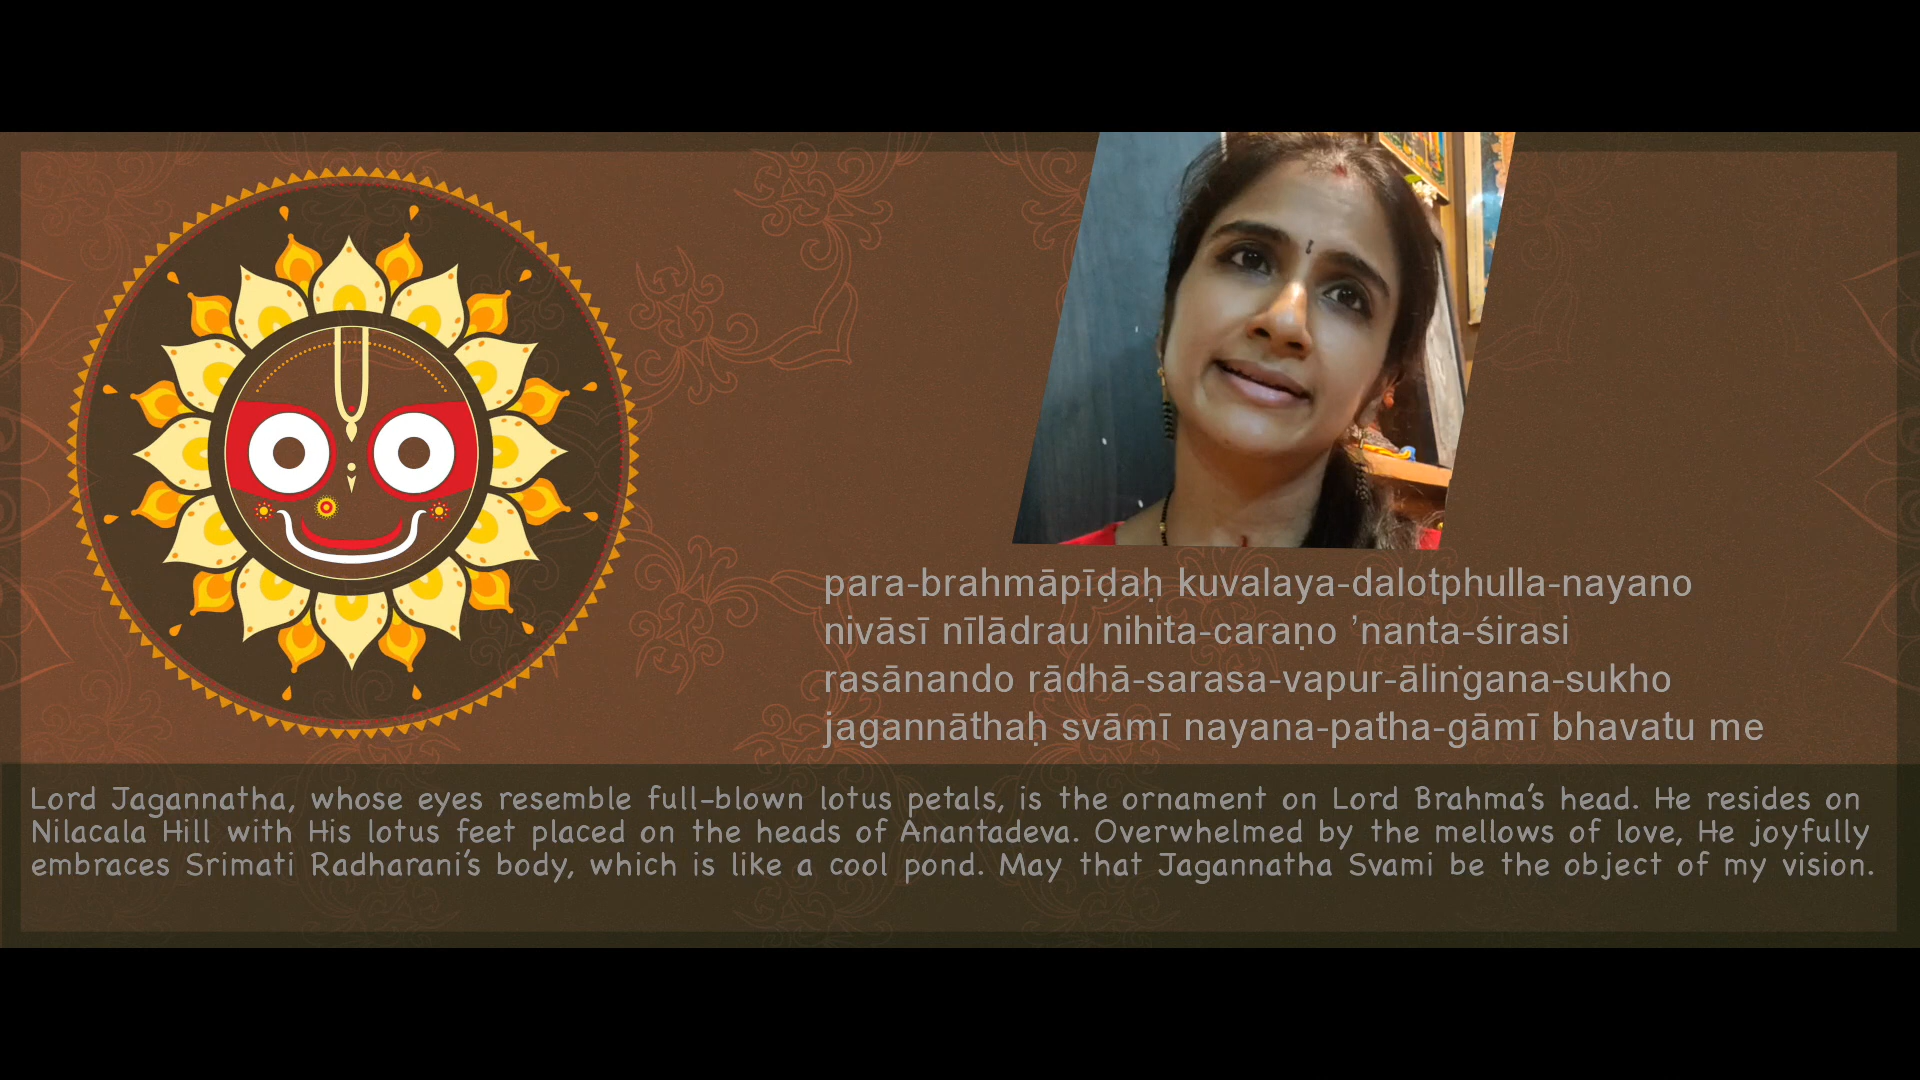 para-brahmāpīḍaḥ kuvalaya-dalotphulla-nayano
nivāsī nīlādrau nihita-caraṇo ’nanta-śirasi
rasānando rādhā-sarasa-vapur-āliṅgana-sukho
jagannāthaḥ svāmī nayana-patha-gāmī bhavatu me
Lord Jagannatha, whose eyes resemble full-blown lotus petals, is the ornament on Lord Brahma’s head. He resides on
Nilacala Hill with His lotus feet placed on the heads of Anantadeva. Overwhelmed by the mellows of love, He joyfully
embraces Srimati Radharani’s body, which is like a cool pond. May that Jagannatha Svami be the object of my vision.